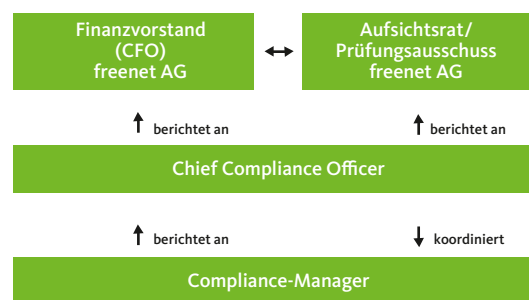 Finanzvorstand
(CFO)
freenet AG
Aufsichtsrat/
Prüfungsausschuss
freenet AG
berichtet an
berichtet an
Chief Compliance Officer
berichtet an
koordiniert
Compliance-Manager